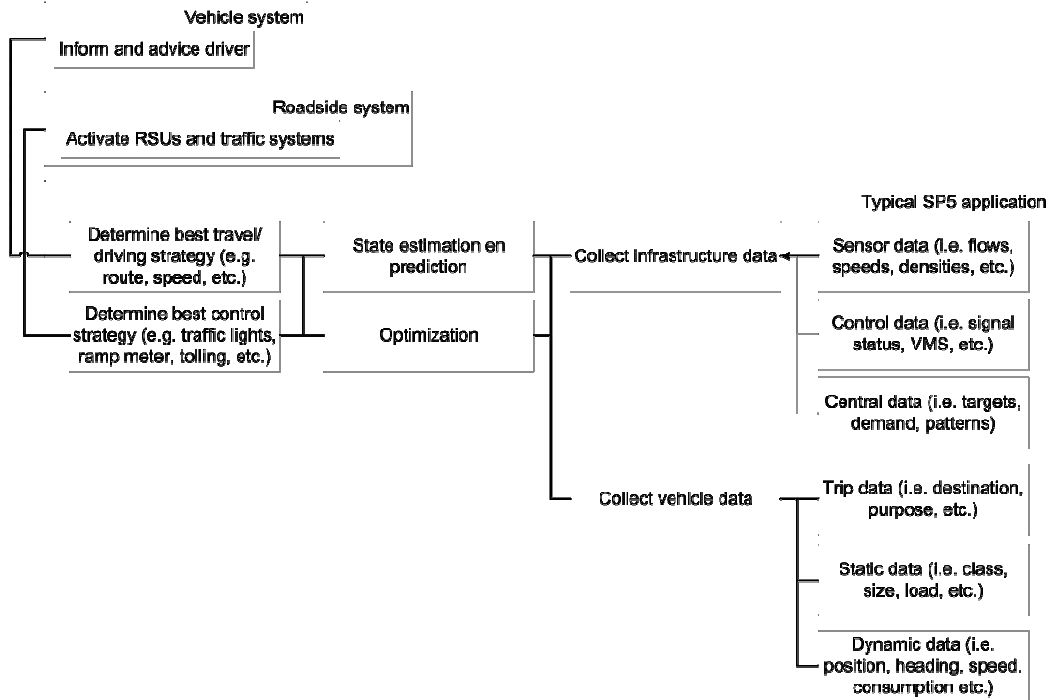 Vehicle system
Inform and advice driver
Roadside system
Activate RSUs and traffic systems
Typical SP5 application
Determine best travel/
driving strategy (e.g.
route, speed, etc.)
State estimation en
prediction
Collect Infrastructure data
Sensor data (i.e. flows,
speeds, densities, etc.)
Determine best control
strategy (e.g. traffic lights,
ramp meter, tolling, etc.)
Optimization
Control data (i.e. signal
status, VMS, etc.)
Central data (i.e. targets,
demand, patterns)
Collect vehicle data
Trip data (i.e. destination,
purpose, etc.)
Static data (i.e. class,
size, load, etc.)
Dynamic data (i.e.
position, heading, speed,
consumption etc.)